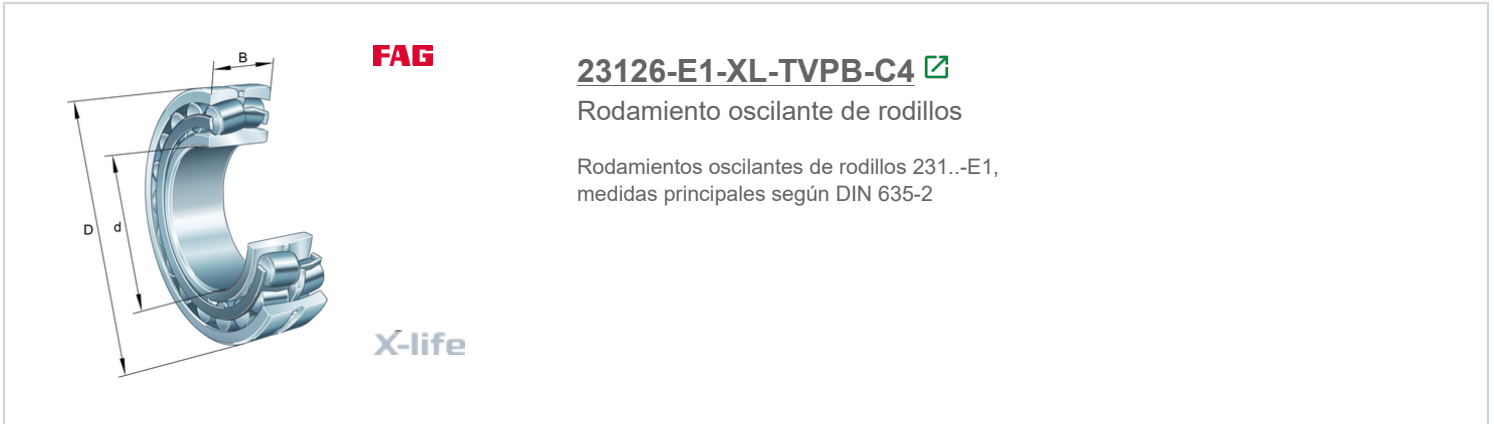 B
D
d
FAG
X-life
23126-E1-XL-TVPB-C4
Rodamiento oscilante de rodillos
Rodamientos oscilantes de rodillos 231..-E1,
medidas principales según DIN 635-2